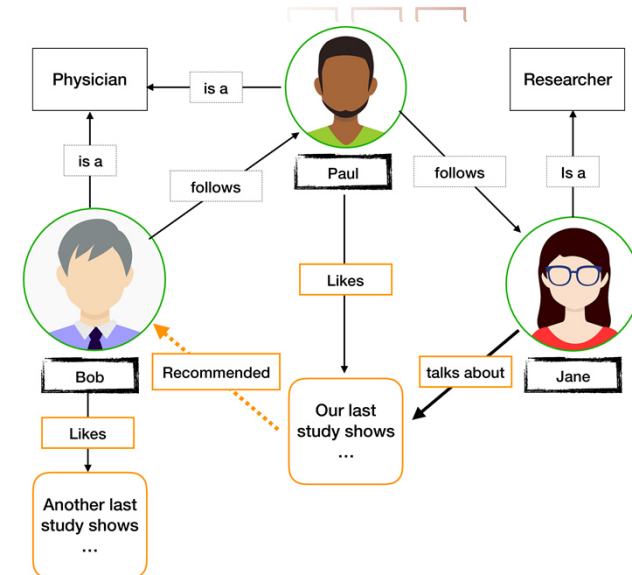 Physician
is a
Researcher
is a
follows
Paul
follows
Is a
Likes
Bob
Recommended
talks about
Jane
Likes
Our last
study shows
...
Another last
study shows
...